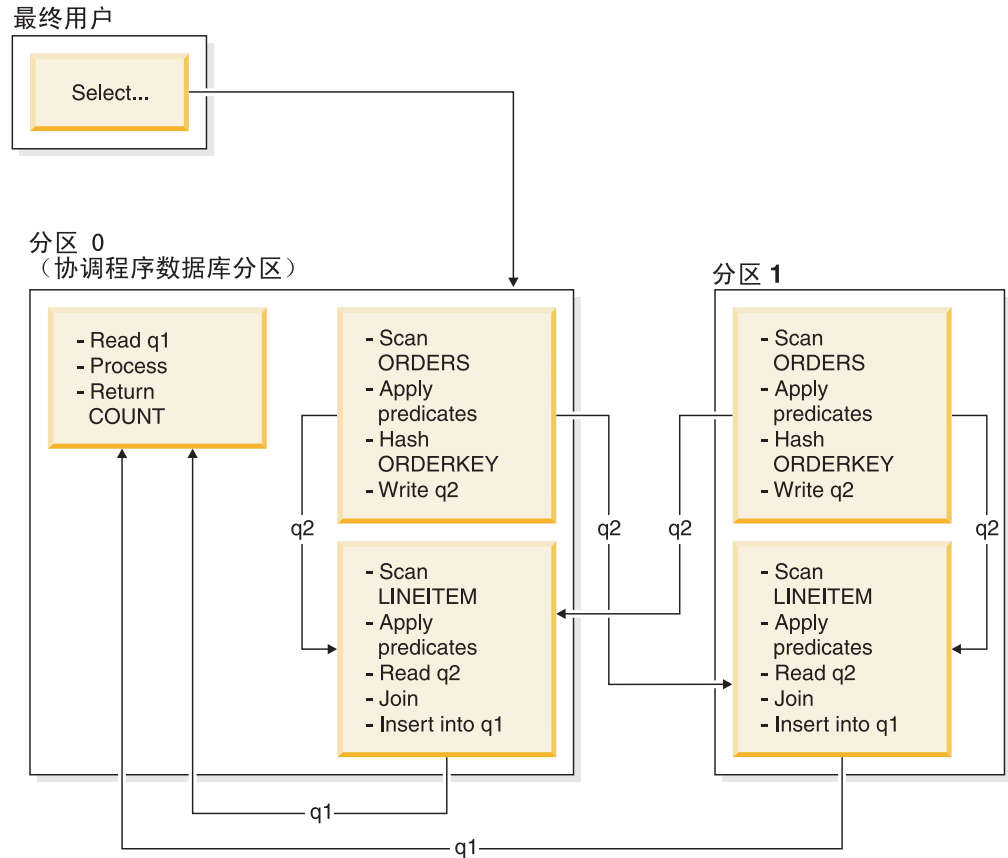 最终用户
Select...
分区 0
（协调程序数据库分区）
- Read q1
- Process
- Return
COUNT
- Scan
ORDERS
- Apply
predicates
- Hash
ORDERKEY
- Write q2
分区 1
- Scan
ORDERS
- Apply
predicates
- Hash
ORDERKEY
- Write q2
q2
q2
q2
q2
- Scan
LINEITEM
- Apply
predicates
- Read q2
- Join
- Insert into q1
- Scan
LINEITEM
- Apply
predicates
- Read q2
- Join
- Insert into q1
q1
q1